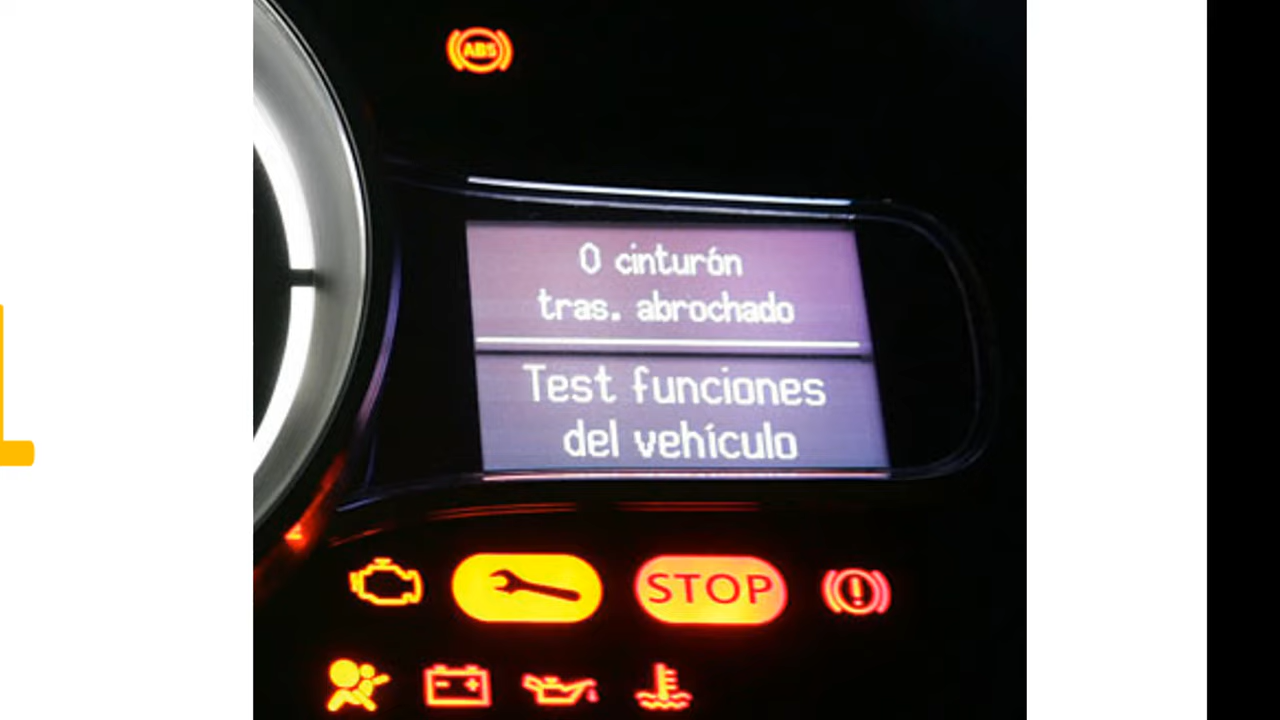 ABS
0 cinturón
tras. abrochado
Test funciones
del vehículo
STOP